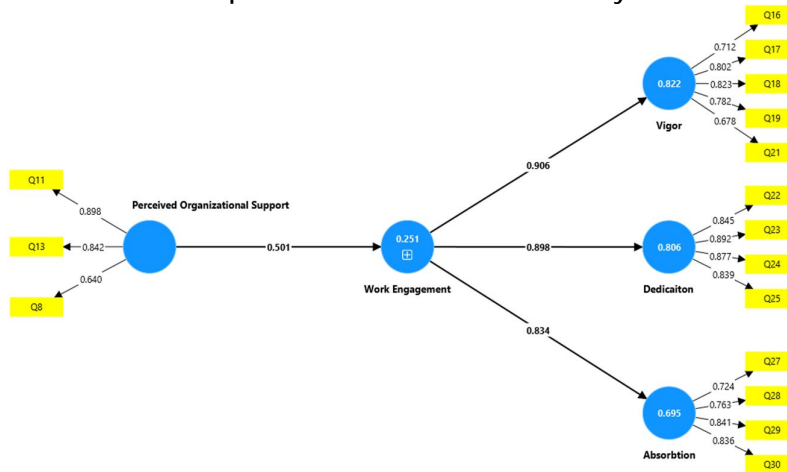 Q16
0.712
Q17
0.802
0.822
0.823
Q18
0.782
Q19
0.678
Vigor
Q21
0.906
Q11
Perceived Organizational Support
0.898
Q22
0.845
Q23
0.892
Q13
0.842
0.501
0.251
0.898
0.806
0.877
Q24
0.640
0.839
Work Engagement
Dedicaiton
Q25
Q8
0.834
Q27
0.724
Q28
0.763
0.695
0.841
Q29
0.836
Absorbtion
Q30